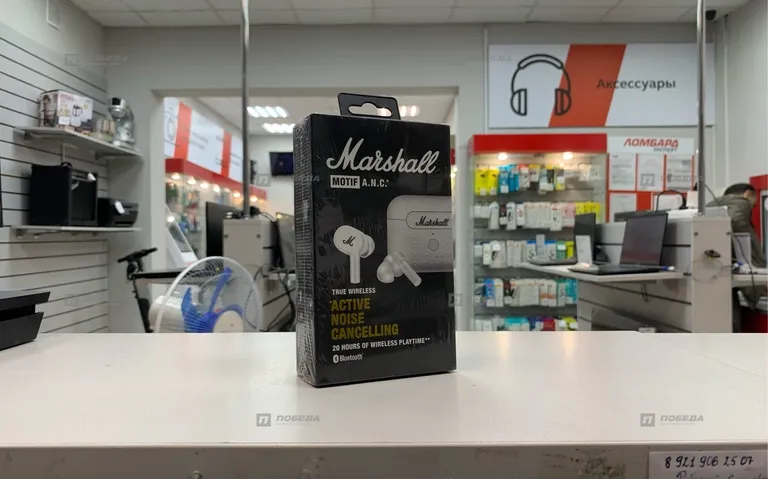 Аксессуары
ЛОМБАРД
Marshall
MOTIF A.N.C.
Marshall
M
TRUE WIRELESS
ACTIVE
NOISE
CANCELLING
20 HOURS OF WIRELESS PLAYTIME**
Bluetooth
П ПОБЕДА
П ПОБЕДА
8 921 906 25 07